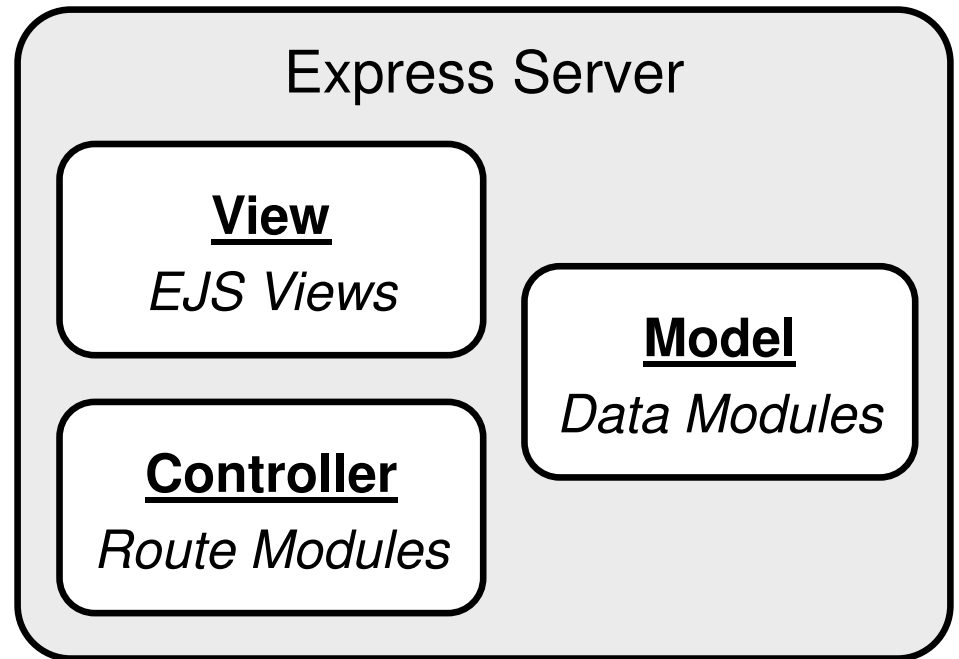 Express Server
View
EJS Views
Model
Data Modules
Controller
Route Modules